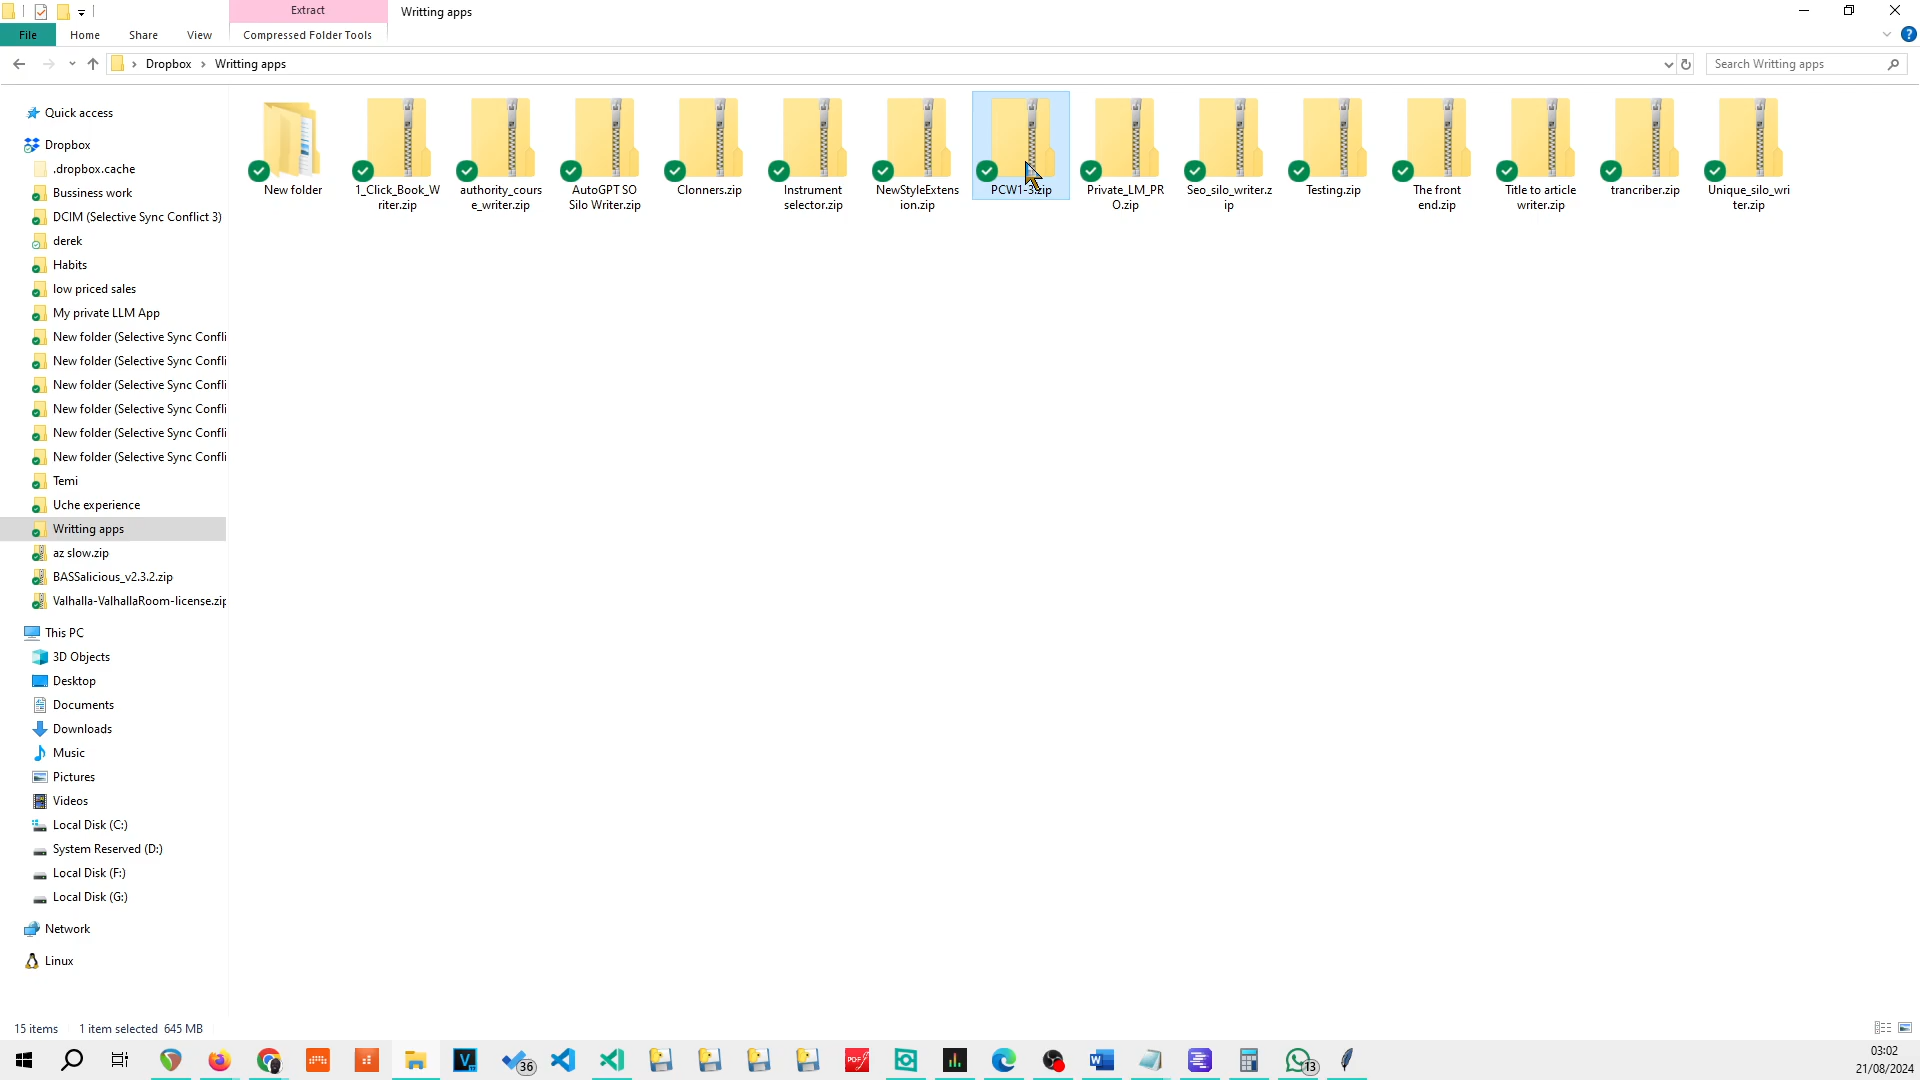 Extract
Writting apps
File
Home
Share
View
Compressed Folder Tools
Dropbox
Writting apps
Search Writting apps
Quick access
Dropbox
.dropbox.cache
Bussiness work
DCIM (Selective Sync Conflict 3)
derek
Habits
low priced sales
My private LLM App
New folder (Selective Sync Confli
New folder (Selective Sync Confli
New folder (Selective Sync Confli
New folder (Selective Sync Confli
New folder (Selective Sync Confli
New folder (Selective Sync Confli
Temi
Uche experience
Writting apps
az slow.zip
BASSalicious_v2.3.2.zip
Valhalla-ValhallaRoom-license.zip
This PC
3D Objects
Desktop
Documents
Downloads
Music
Pictures
Videos
Local Disk (C:)
System Reserved (D:)
Local Disk (F:)
Local Disk (G:)
Network
Linux
New folder
1_Click_Book_W
riter.zip
authority_cours
e_writer.zip
AutoGPT SO
Silo Writer.zip
Clonners.zip
Instrument
selector.zip
NewStyleExtens
ion.zip
PCW1-3.zip
Private_LM_PR
O.zip
Seo_silo_writer.z
ip
Testing.zip
The front
end.zip
Title to article
writer.zip
trancriber.zip
Unique_silo_wri
ter.zip
15 items
1 item selected 645 MB
V
36
PDF
W
13
03:02
21/08/2024